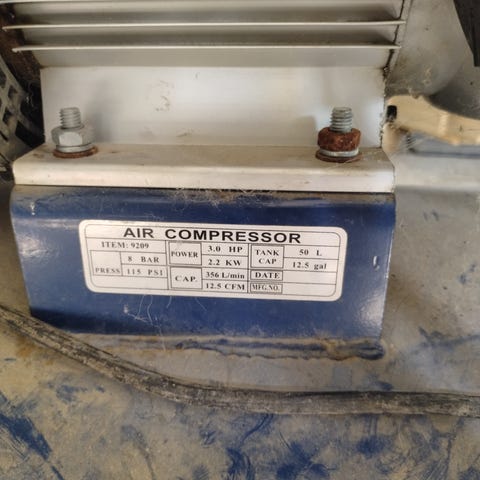 AIR COMPRESSOR
ITEM: 9209
PRESS 8 BAR
115 PSI
POWER 3.0 HP
2.2 KW
CAP. 356 L/min
12.5 CFM
TANK CAP 50 L
12.5 gal
DATE
MFG.NO.